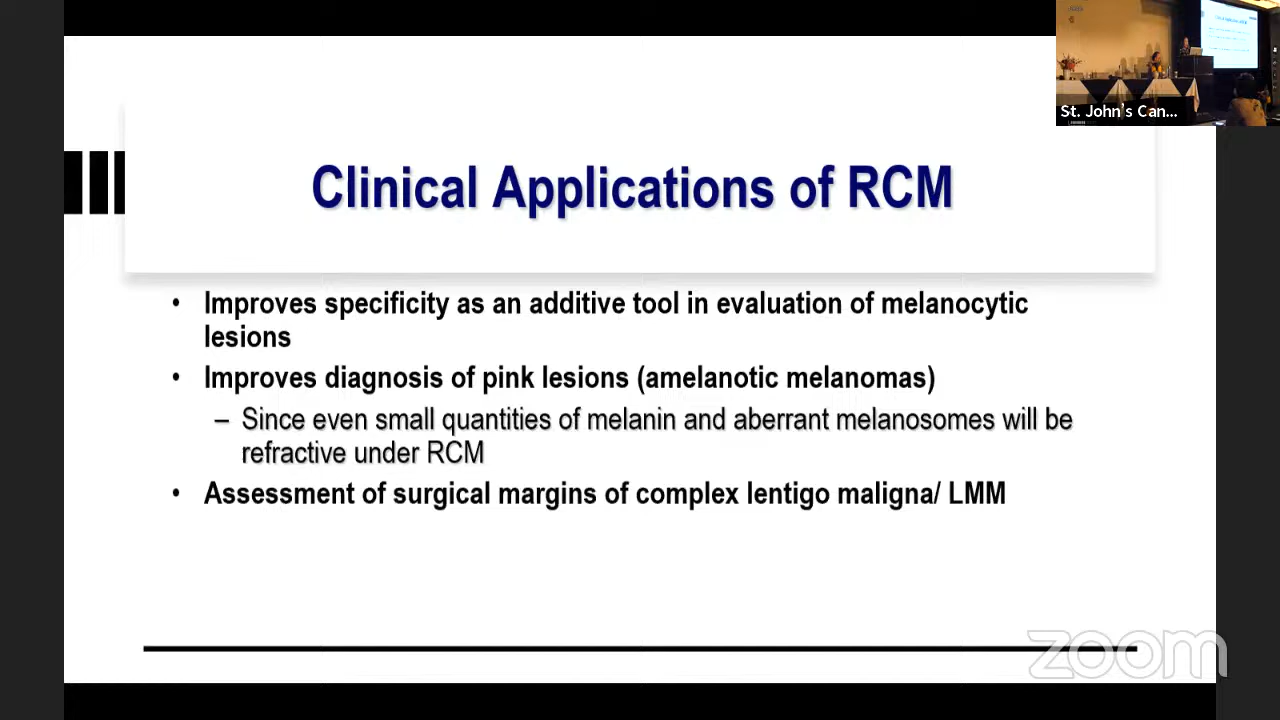 St. John’s Can...
Clinical Applications of RCM
• Improves specificity as an additive tool in evaluation of melanocytic
lesions
• Improves diagnosis of pink lesions (amelanotic melanomas)
– Since even small quantities of melanin and aberrant melanosomes will be
refractive under RCM
• Assessment of surgical margins of complex lentigo maligna/ LMM
zoom